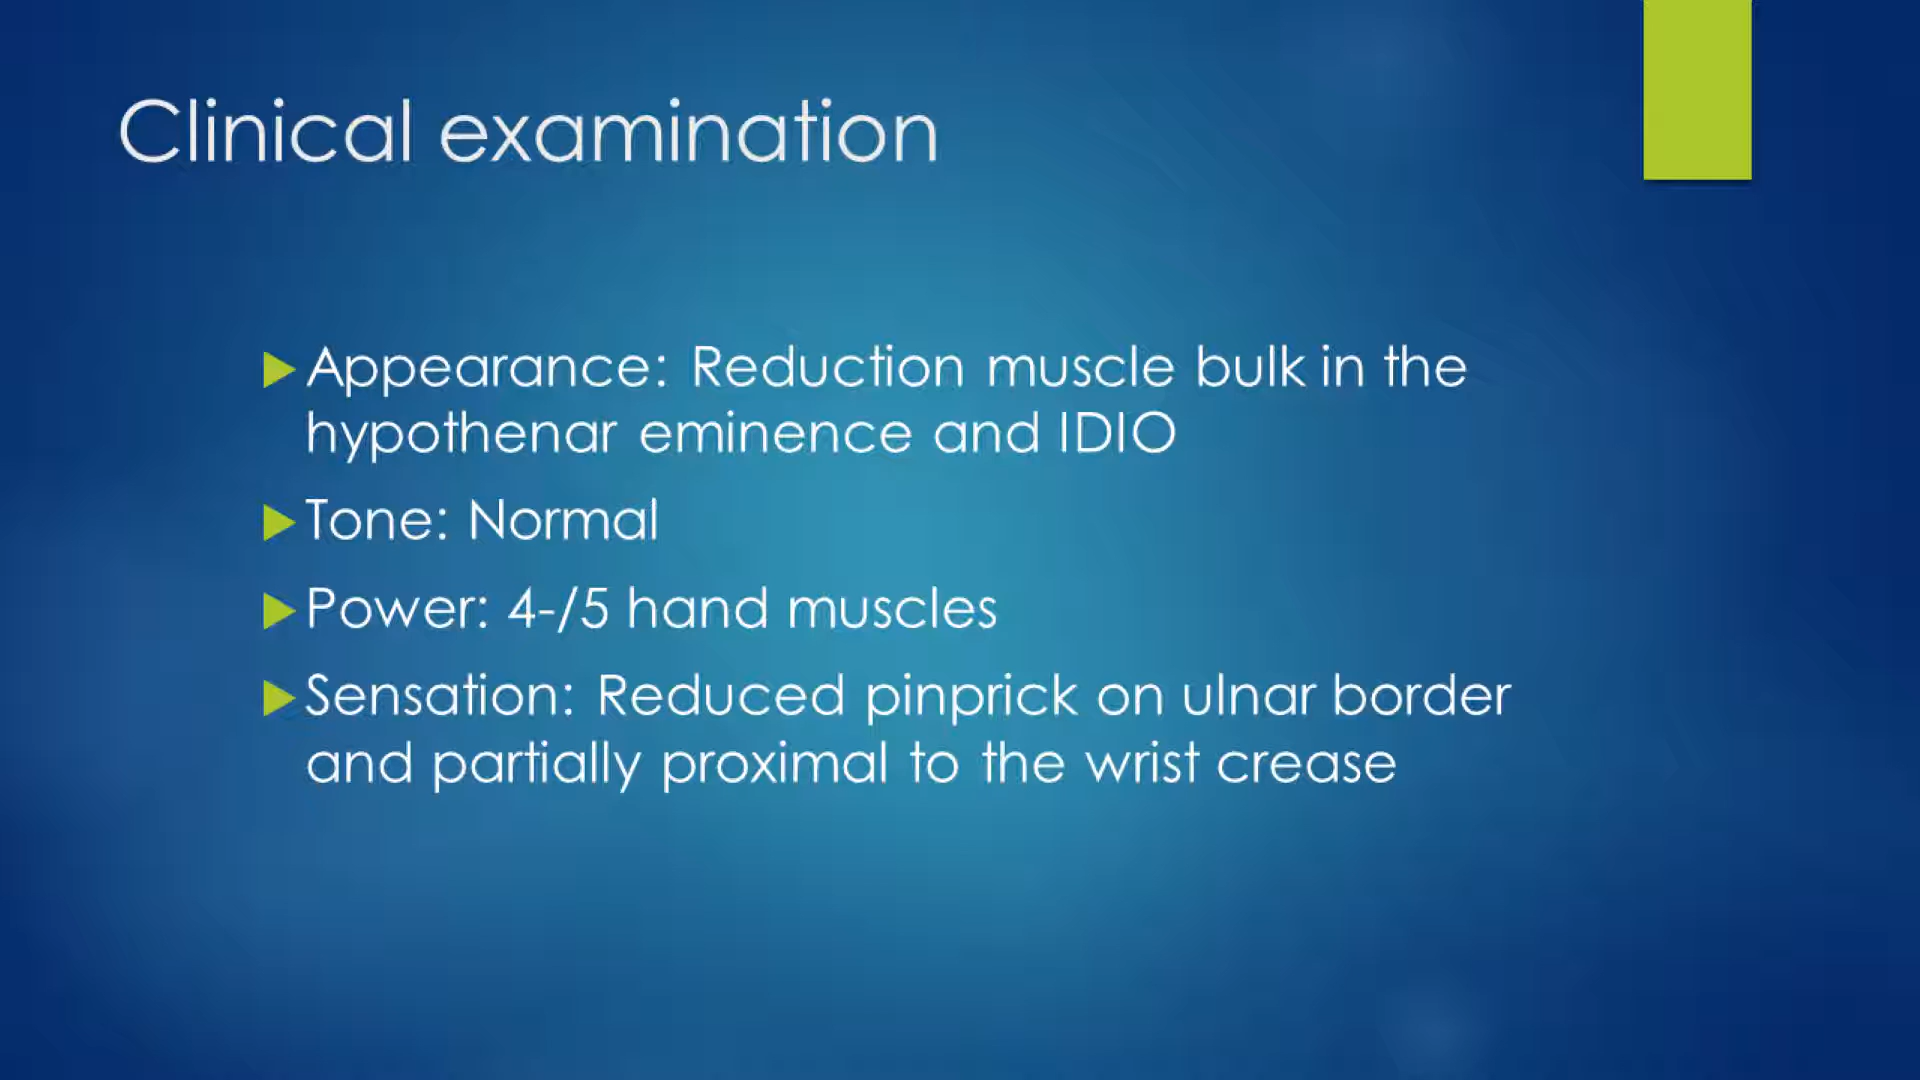 Clinical examination
Appearance: Reduction muscle bulk in the
hypothenar eminence and IDIO
Tone: Normal
Power: 4-/5 hand muscles
Sensation: Reduced pinprick on ulnar border
and partially proximal to the wrist crease